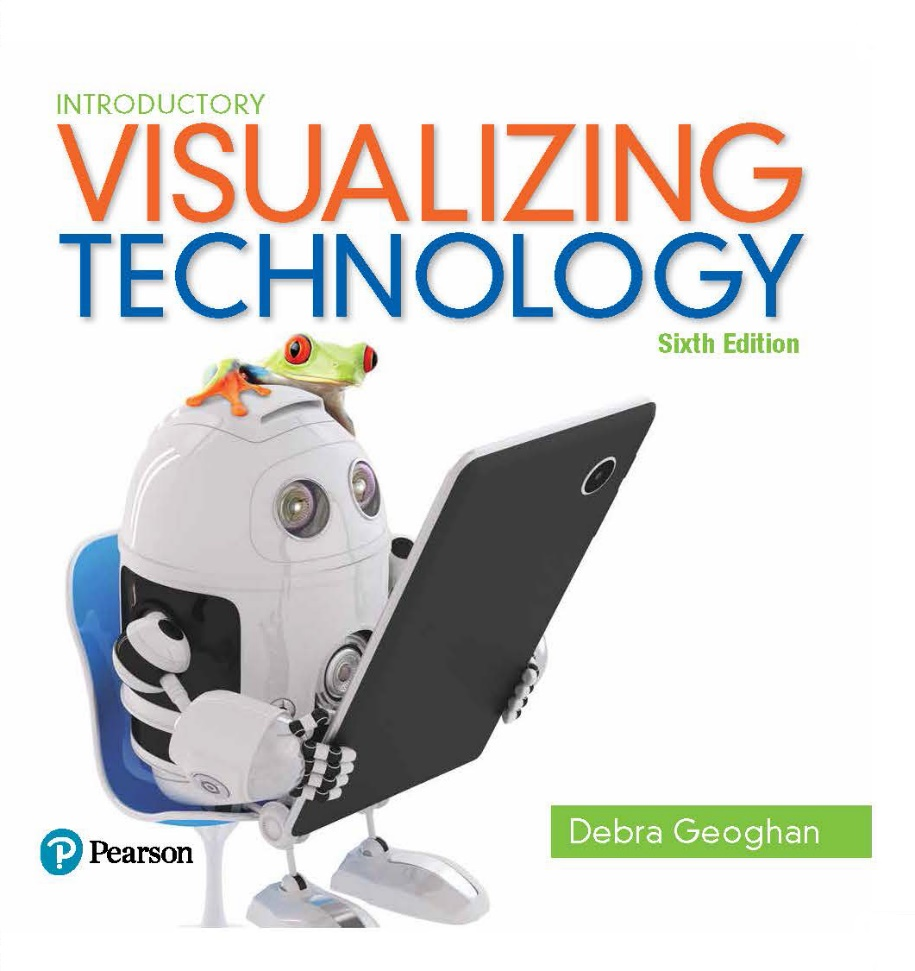 INTRODUCTORY
VISUALIZING
TECHNOLOGY
Sixth Edition
Debra Geoghan
Pearson